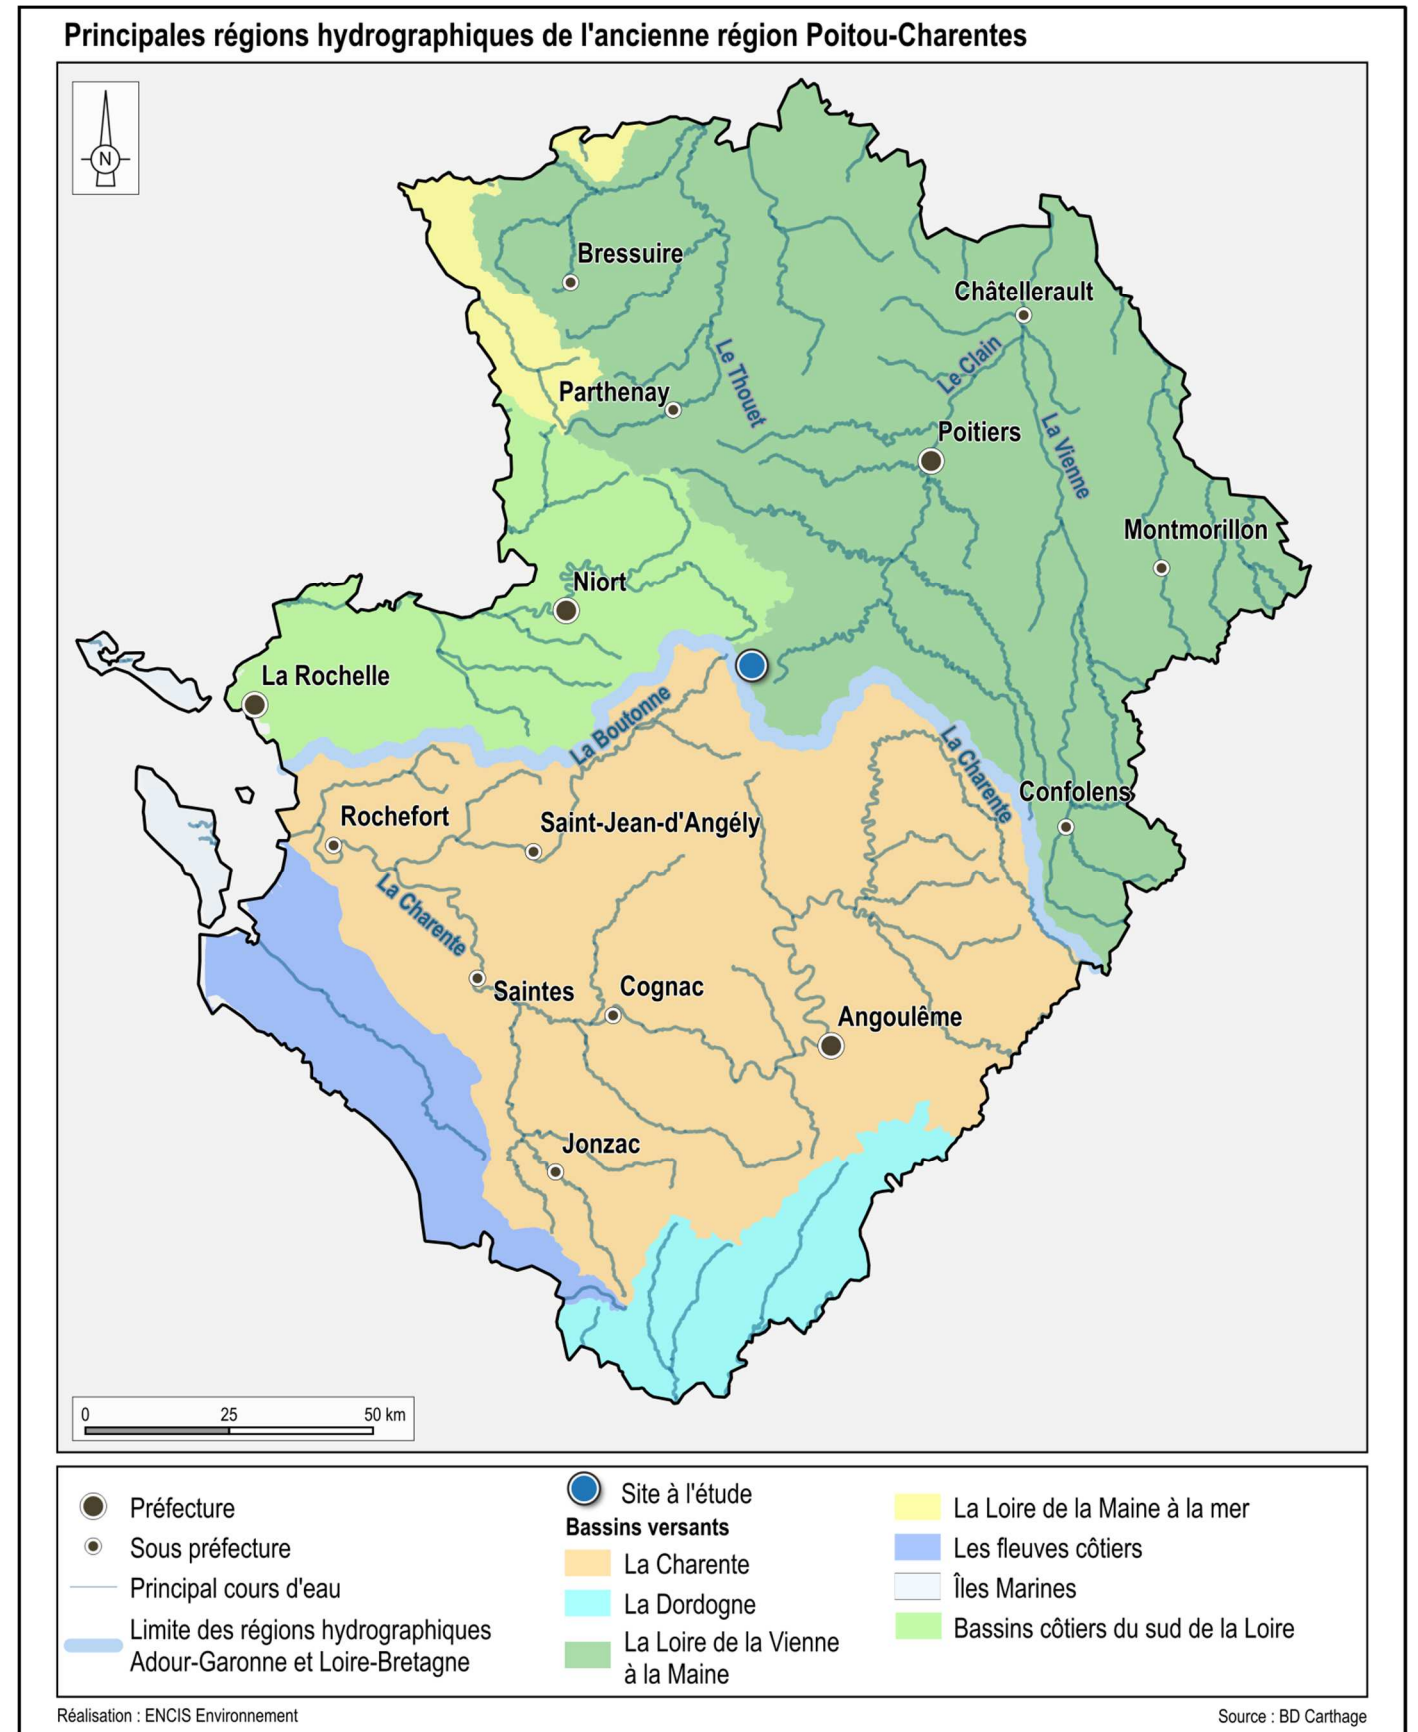 Principales régions hydrographiques de l'ancienne région Poitou-Charentes
N
Bressuire
Châtellerault
Le Thouet
Le Clain
Parthenay
Poitiers
La Vienne
Montmorillon
Niort
La Rochelle
La Boutonne
La Charente
Confolens
Rochefort
Saint-Jean-d'Angély
La Charente
Saintes
Cognac
Angoulême
Jonzac
0 25 50 km
Préfecture
Sous préfecture
Principal cours d'eau
Limite des régions hydrographiques
Adour-Garonne et Loire-Bretagne
Site à l'étude
Bassins versants
La Charente
La Dordogne
La Loire de la Vienne
à la Maine
La Loire de la Maine à la mer
Les fleuves côtiers
Îles Marines
Bassins côtiers du sud de la Loire
Réalisation : ENCIS Environnement
Source : BD Carthage